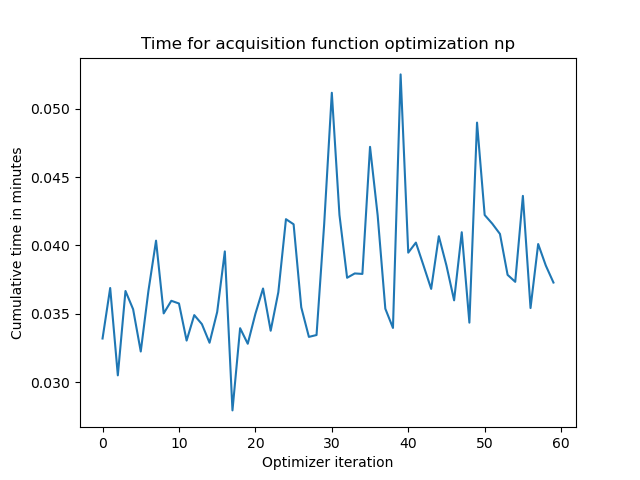 Time for acquisition function optimization np
Cumulative time in minutes
0.050
0.045
0.040
0.035
0.030
0 10 20 30 40 50 60
Optimizer iteration